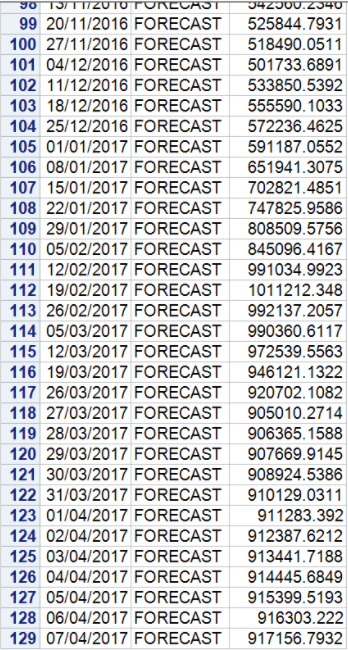 98 13/11/2016 FORECAST 542560.2346
99 20/11/2016 FORECAST 525844.7931
100 27/11/2016 FORECAST 518490.0511
101 04/12/2016 FORECAST 501733.6891
102 11/12/2016 FORECAST 533850.5392
103 18/12/2016 FORECAST 555590.1033
104 25/12/2016 FORECAST 572236.4625
105 01/01/2017 FORECAST 591187.0552
106 08/01/2017 FORECAST 651941.3075
107 15/01/2017 FORECAST 702821.4851
108 22/01/2017 FORECAST 747825.9586
109 29/01/2017 FORECAST 808509.5756
110 05/02/2017 FORECAST 845096.4167
111 12/02/2017 FORECAST 991034.9923
112 19/02/2017 FORECAST 1011212.348
113 26/02/2017 FORECAST 992137.2057
114 05/03/2017 FORECAST 990360.6117
115 12/03/2017 FORECAST 972539.5563
116 19/03/2017 FORECAST 946121.1322
117 26/03/2017 FORECAST 920702.1082
118 27/03/2017 FORECAST 905010.2714
119 28/03/2017 FORECAST 906365.1588
120 29/03/2017 FORECAST 907669.9145
121 30/03/2017 FORECAST 908924.5386
122 31/03/2017 FORECAST 910129.0311
123 01/04/2017 FORECAST 911283.392
124 02/04/2017 FORECAST 912387.6212
125 03/04/2017 FORECAST 913441.7188
126 04/04/2017 FORECAST 914445.6849
127 05/04/2017 FORECAST 915399.5193
128 06/04/2017 FORECAST 916303.222
129 07/04/2017 FORECAST 917156.7932